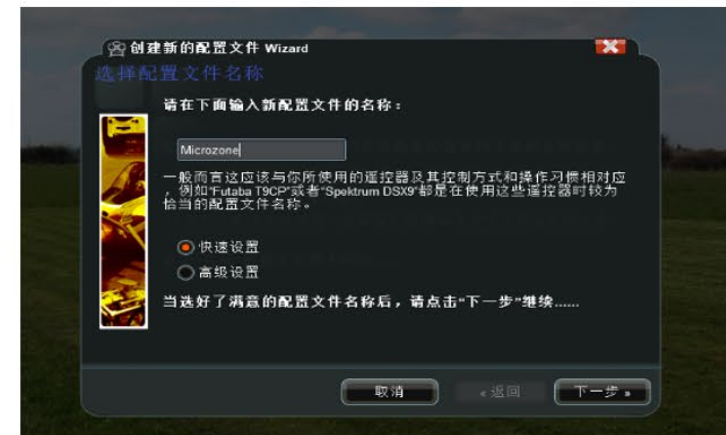 创建新的配置文件 Wizard
选择配置文件名称
请在下面输入新配置文件的名称：
Microzone
一般而言这应该与你所使用的遥控器及其控制方式和操作习惯相对应
，例如“Futaba T9CP”或者“Spektrum DSX9”都是在使用这些遥控器时较为
恰当的配置文件名称。
快速设置
高级设置
当选好了满意的配置文件名称后，请点击“下一步”继续......
取消
«返回
下一步»